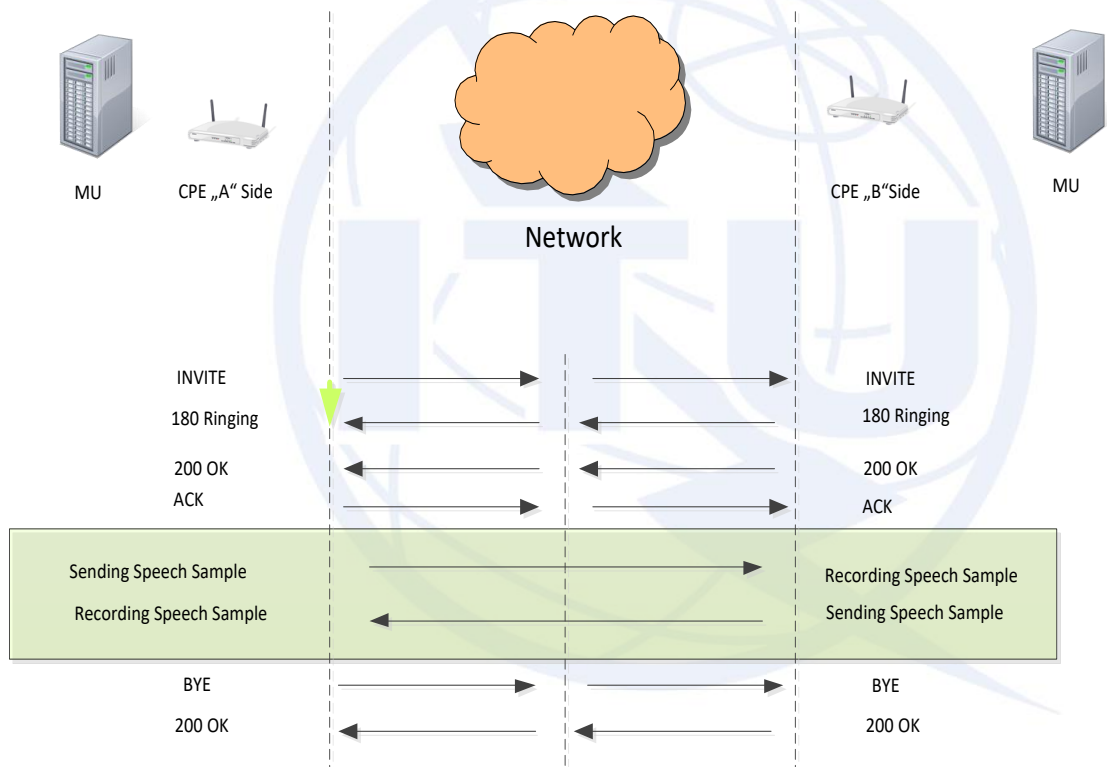 MU
CPE „A“ Side
CPE „B“Side
MU
Network
ITU
INVITE
INVITE
180 Ringing
180 Ringing
200 OK
200 OK
ACK
ACK
Sending Speech Sample
Recording Speech Sample
Recording Speech Sample
Sending Speech Sample
BYE
BYE
200 OK
200 OK